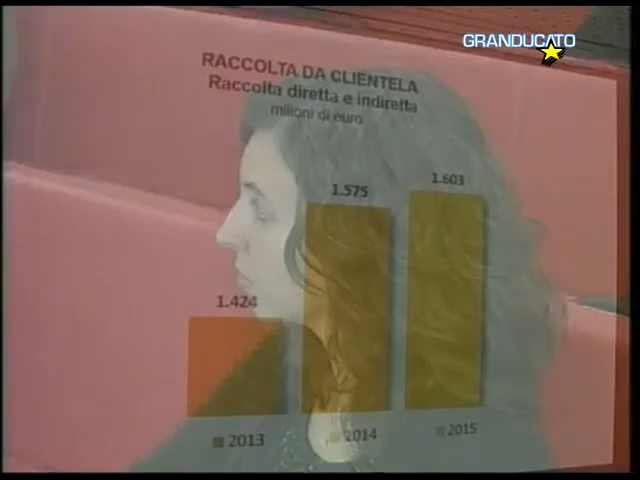 GRANDUCATO
RACCOLTA DA CLIENTELA
Raccolta diretta e indiretta
milioni di euro
1.424
1.575
1.603
2013
2014
2015